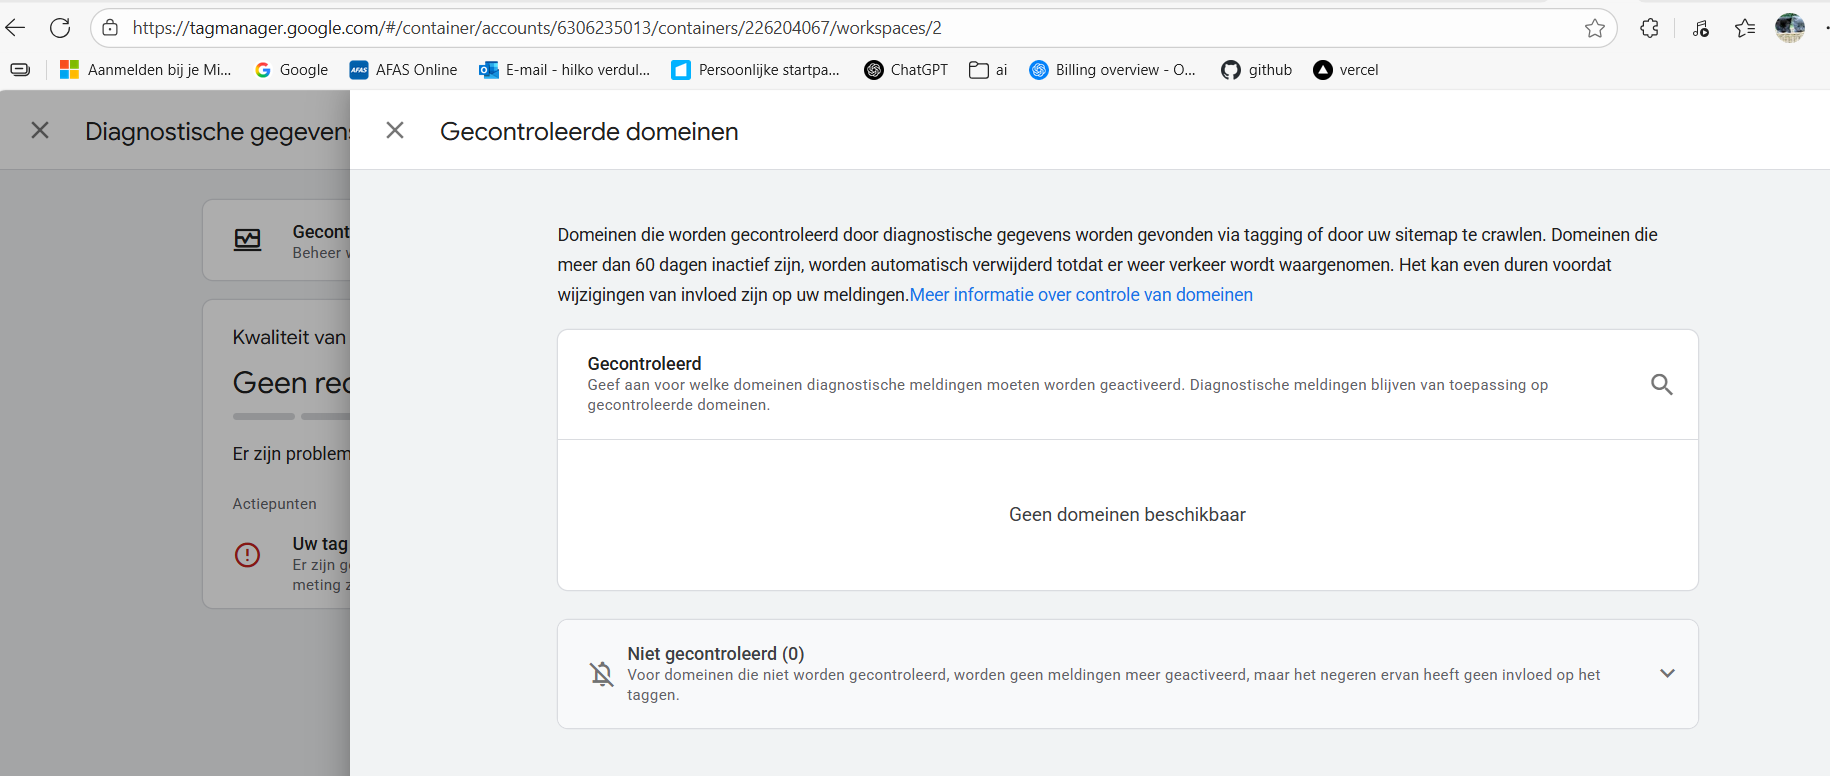 https://tagmanager.google.com/#/container/accounts/6306235013/containers/226204067/workspaces/2
Aanmelden bij je Mi...
Google
AFAS
AFAS Online
E-mail - hilko verdul...
Persoonlijke startpa...
ChatGPT
ai
Billing overview - O...
github
vercel
Diagnostische gegevens
Gecontroleerde domeinen
Gecont
Beheer
Kwaliteit van
Geen rec
Er zijn problem
Actiepunten
Uw tag
Er zijn g
meting z
Domeinen die worden gecontroleerd door diagnostische gegevens worden gevonden via tagging of door uw sitemap te crawlen. Domeinen die
meer dan 60 dagen inactief zijn, worden automatisch verwijderd totdat er weer verkeer wordt waargenomen. Het kan even duren voordat
wijzigingen van invloed zijn op uw meldingen.Meer informatie over controle van domeinen
Gecontroleerd
Geef aan voor welke domeinen diagnostische meldingen moeten worden geactiveerd. Diagnostische meldingen blijven van toepassing op
gecontroleerde domeinen.
Geen domeinen beschikbaar
Niet gecontroleerd (0)
Voor domeinen die niet worden gecontroleerd, worden geen meldingen meer geactiveerd, maar het negeren ervan heeft geen invloed op het
taggen.